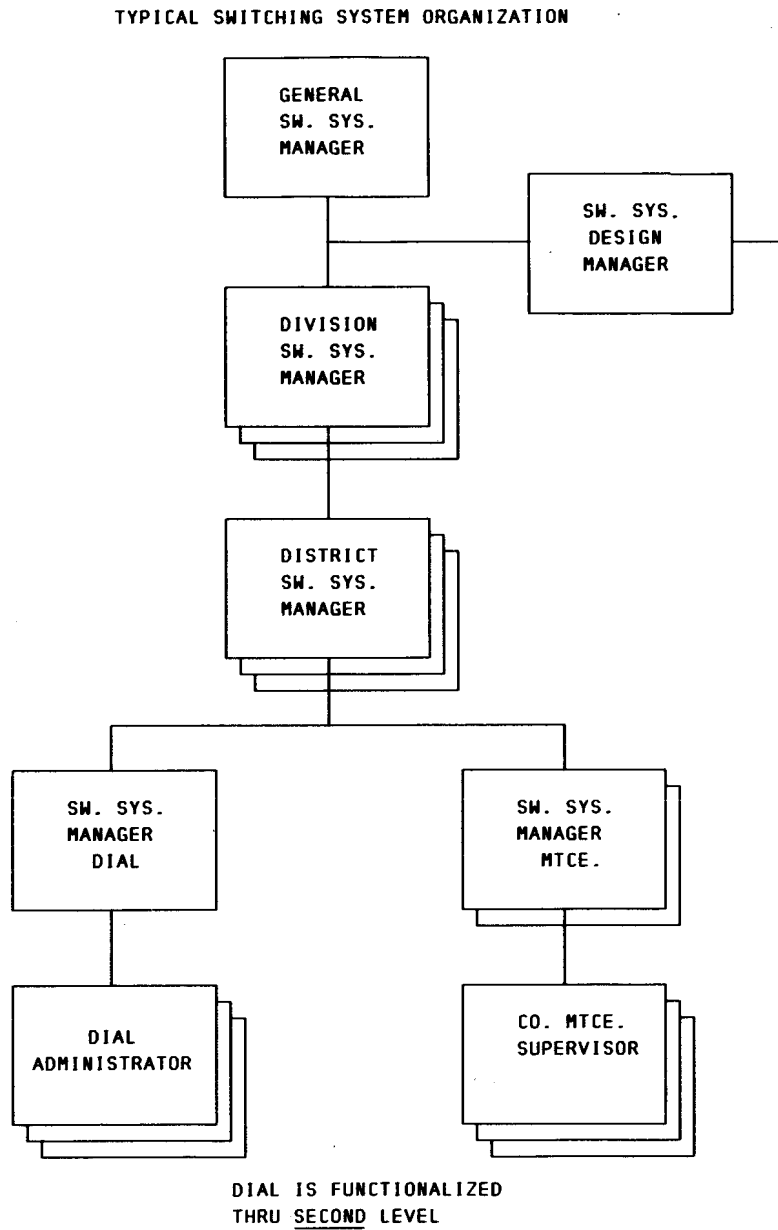 TYPICAL SWITCHING SYSTEM ORGANIZATION
GENERAL
SW. SYS.
MANAGER
SW. SYS.
DESIGN
MANAGER
DIVISION
SW. SYS.
MANAGER
DISTRICT
SW. SYS.
MANAGER
SW. SYS.
MANAGER
DIAL
SW. SYS.
MANAGER
MTCE.
DIAL
ADMINISTRATOR
CO. MTCE.
SUPERVISOR
DIAL IS FUNCTIONALIZED
THRU SECOND LEVEL